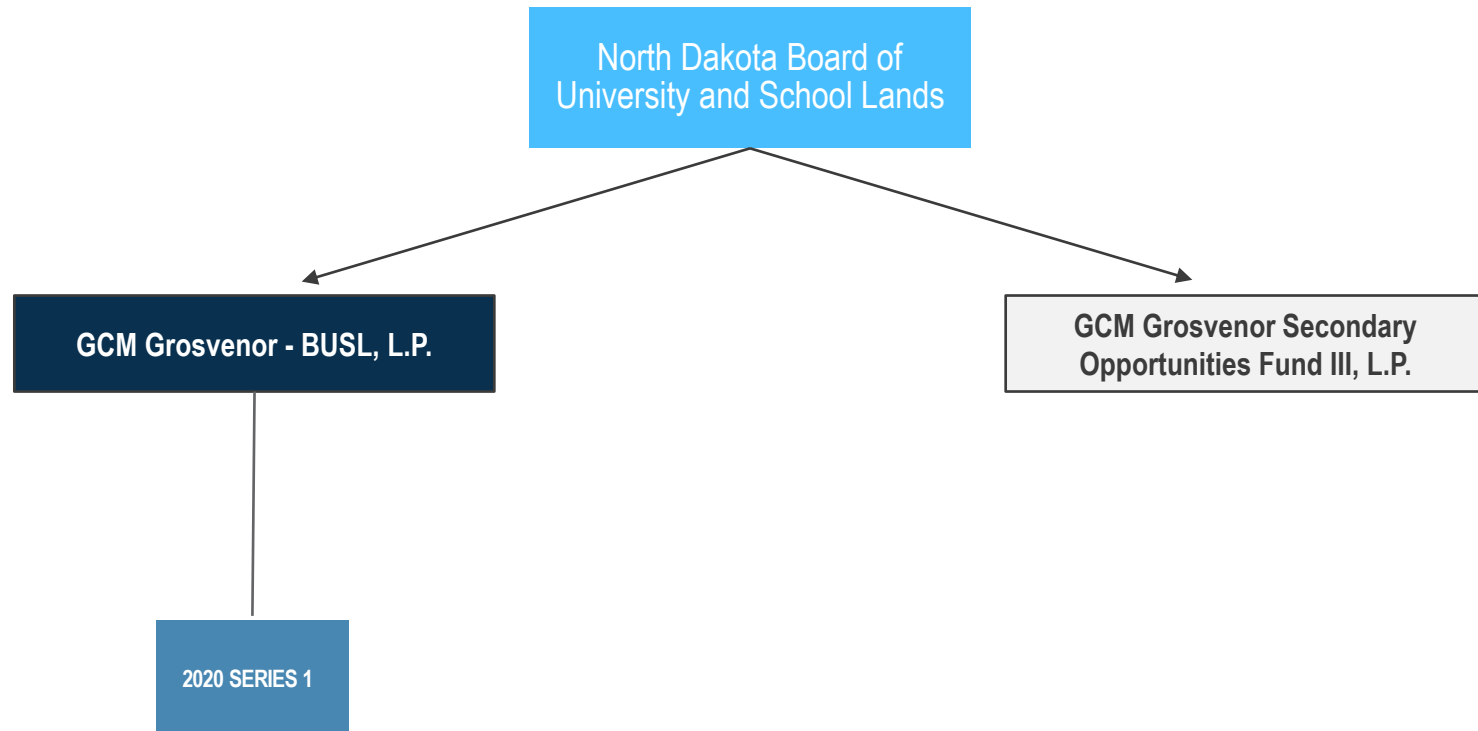 North Dakota Board of
University and School Lands
GCM Grosvenor - BUSL, L.P.
GCM Grosvenor Secondary
Opportunities Fund III, L.P.
2020 SERIES 1